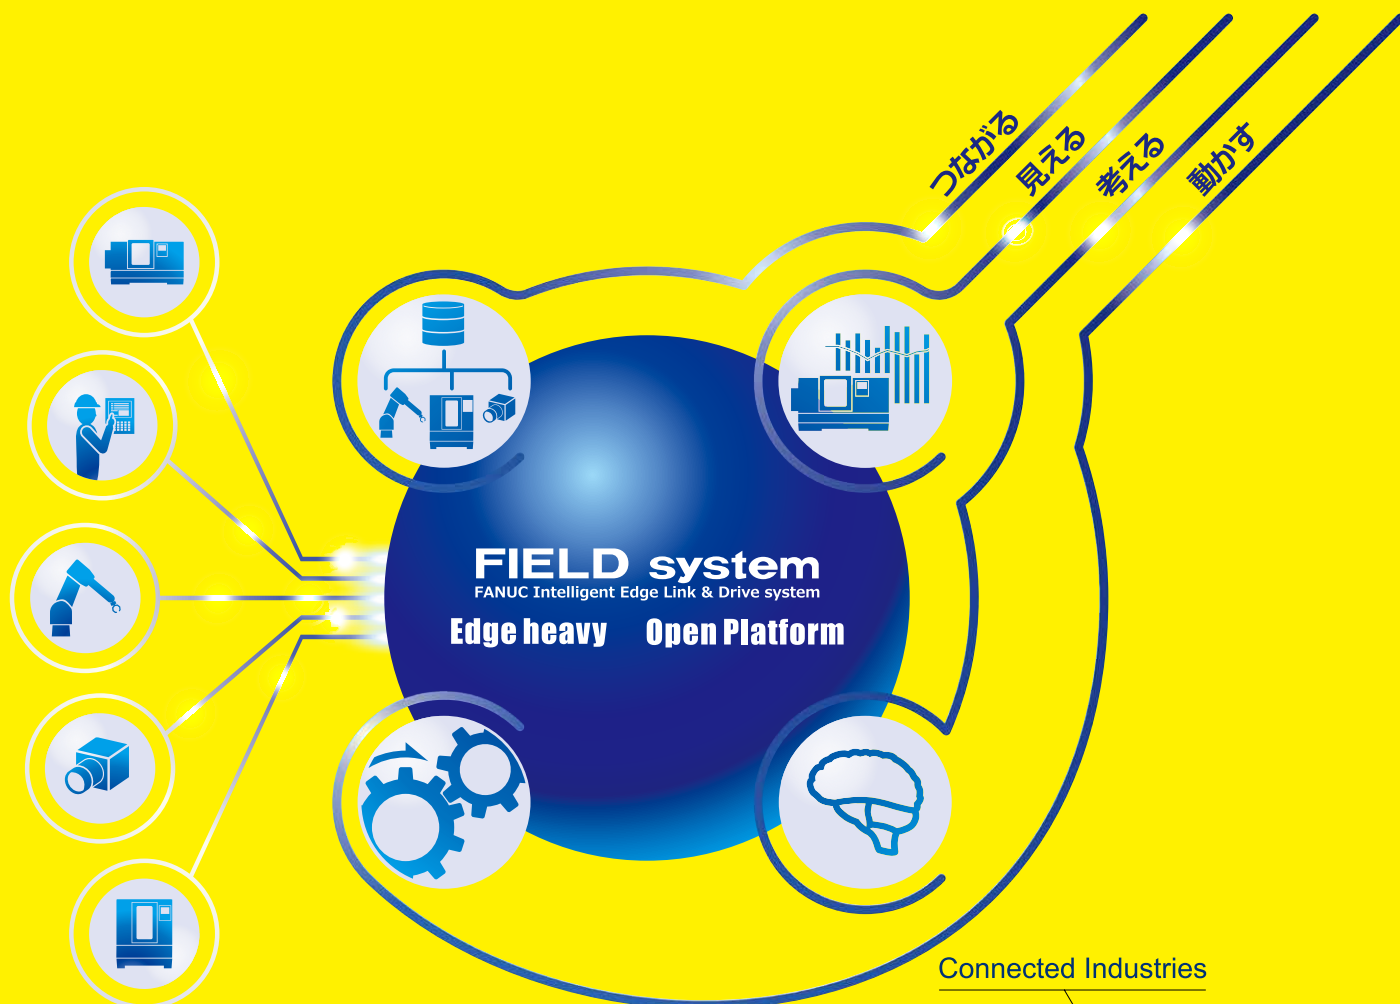 つながる
見える
考える
動かす
FIELD system
FANUC Intelligent Edge Link & Drive system
Edge heavy Open Platform
Connected Industries